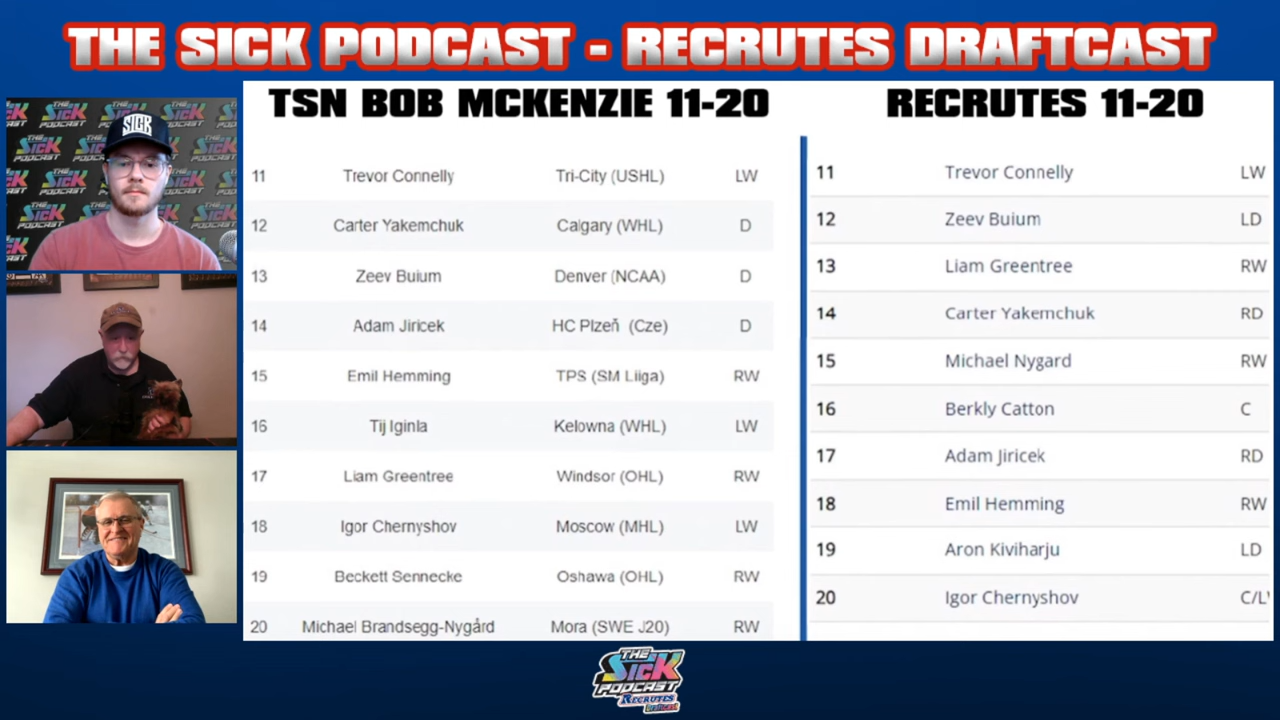 THE SICK PODCAST - RECRUTES DRAFTCAST
TSN BOB MCKENZIE 11-20
11 Trevor Connelly Tri-City (USHL) LW
12 Carter Yakemchuk Calgary (WHL) D
13 Zeev Buium Denver (NCAA) D
14 Adam Jiricek HC Plzeň (Cze) D
15 Emil Hemming TPS (SM Liiga) RW
16 Tij Iginla Kelowna (WHL) LW
17 Liam Greentree Windsor (OHL) RW
18 Igor Chernyshov Moscow (MHL) LW
19 Beckett Sennecke Oshawa (OHL) RW
20 Michael Brandsegg-Nygård Mora (SWE J20) RW
RECRUTES 11-20
11 Trevor Connelly LW
12 Zeev Buium LD
13 Liam Greentree RW
14 Carter Yakemchuk RD
15 Michael Nygard RW
16 Berkly Catton C
17 Adam Jiricek RD
18 Emil Hemming RW
19 Aron Kiviharju LD
20 Igor Chernyshov C/L
SICK
THE
SICK
PODCAST
RECRUTES
DraftCast